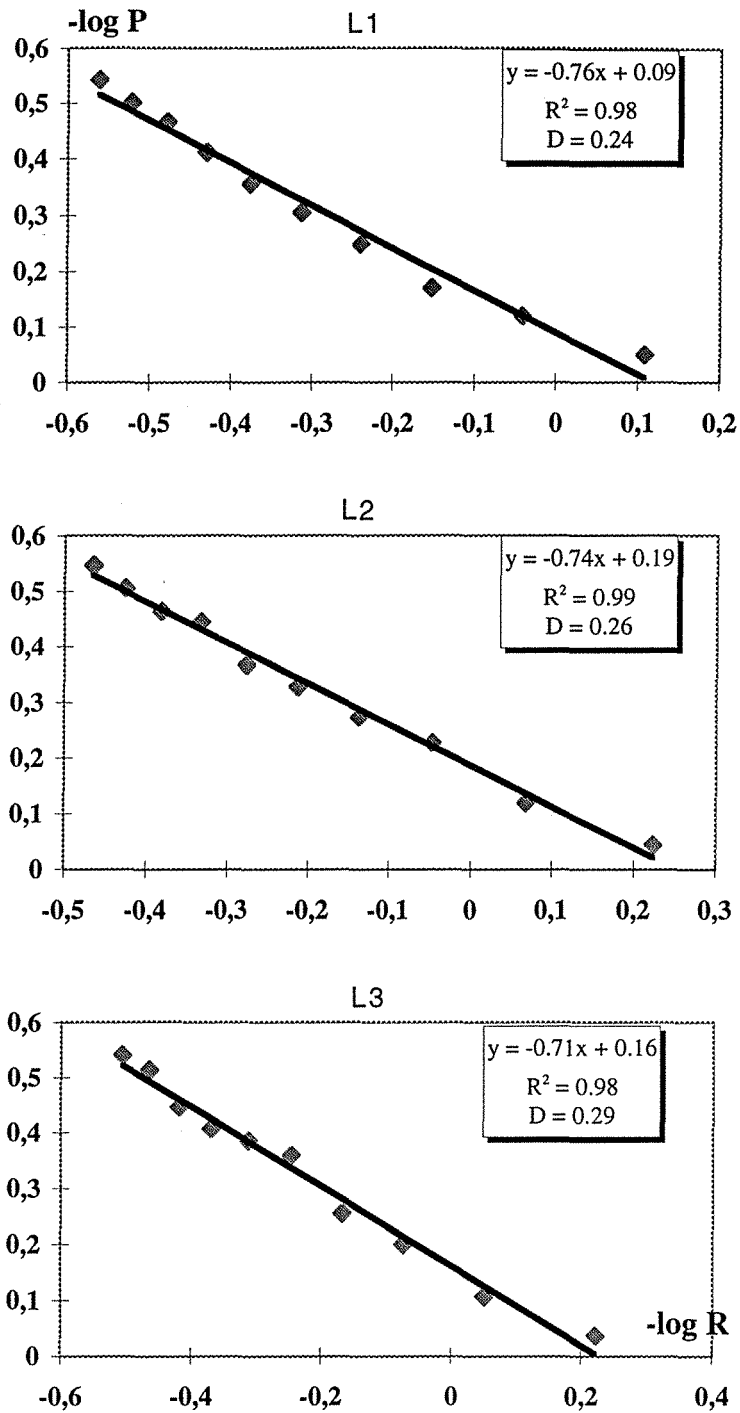 -log P
L1
0,6
y = -0.76x + 0.09
R² = 0.98
D = 0.24
0,5
0,4
0,3
0,2
0,1
0
-0,6 -0,5 -0,4 -0,3 -0,2 -0,1 0 0,1 0,2
L2
0,6
y = -0.74x + 0.19
R² = 0.99
D = 0.26
0,5
0,4
0,3
0,2
0,1
0
-0,5 -0,4 -0,3 -0,2 -0,1 0 0,1 0,2 0,3
L3
0,6
y = -0.71x + 0.16
R² = 0.98
D = 0.29
0,5
0,4
0,3
0,2
0,1
-log R
0
-0,6 -0,4 -0,2 0 0,2 0,4